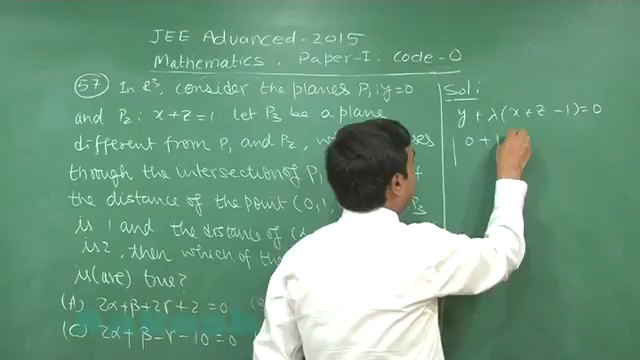 JEE Advanced - 2015
Mathematics. Paper-I. Code-0
57 In R³, consider the planes P₁: y=0
and P₂: x+z=1. Let P₃ be a plane
different from P₁ and P₂, w
through the intersection of P₁
the distance of the point (0,1, P₃
is 1 and the distance of (α
is 2, then which of the
is (are) true?
(A) 2α+β+2γ+2=0
(C) 2α+β-γ-10=0
Sol:
y + λ(x+z-1)=0
| 0 +